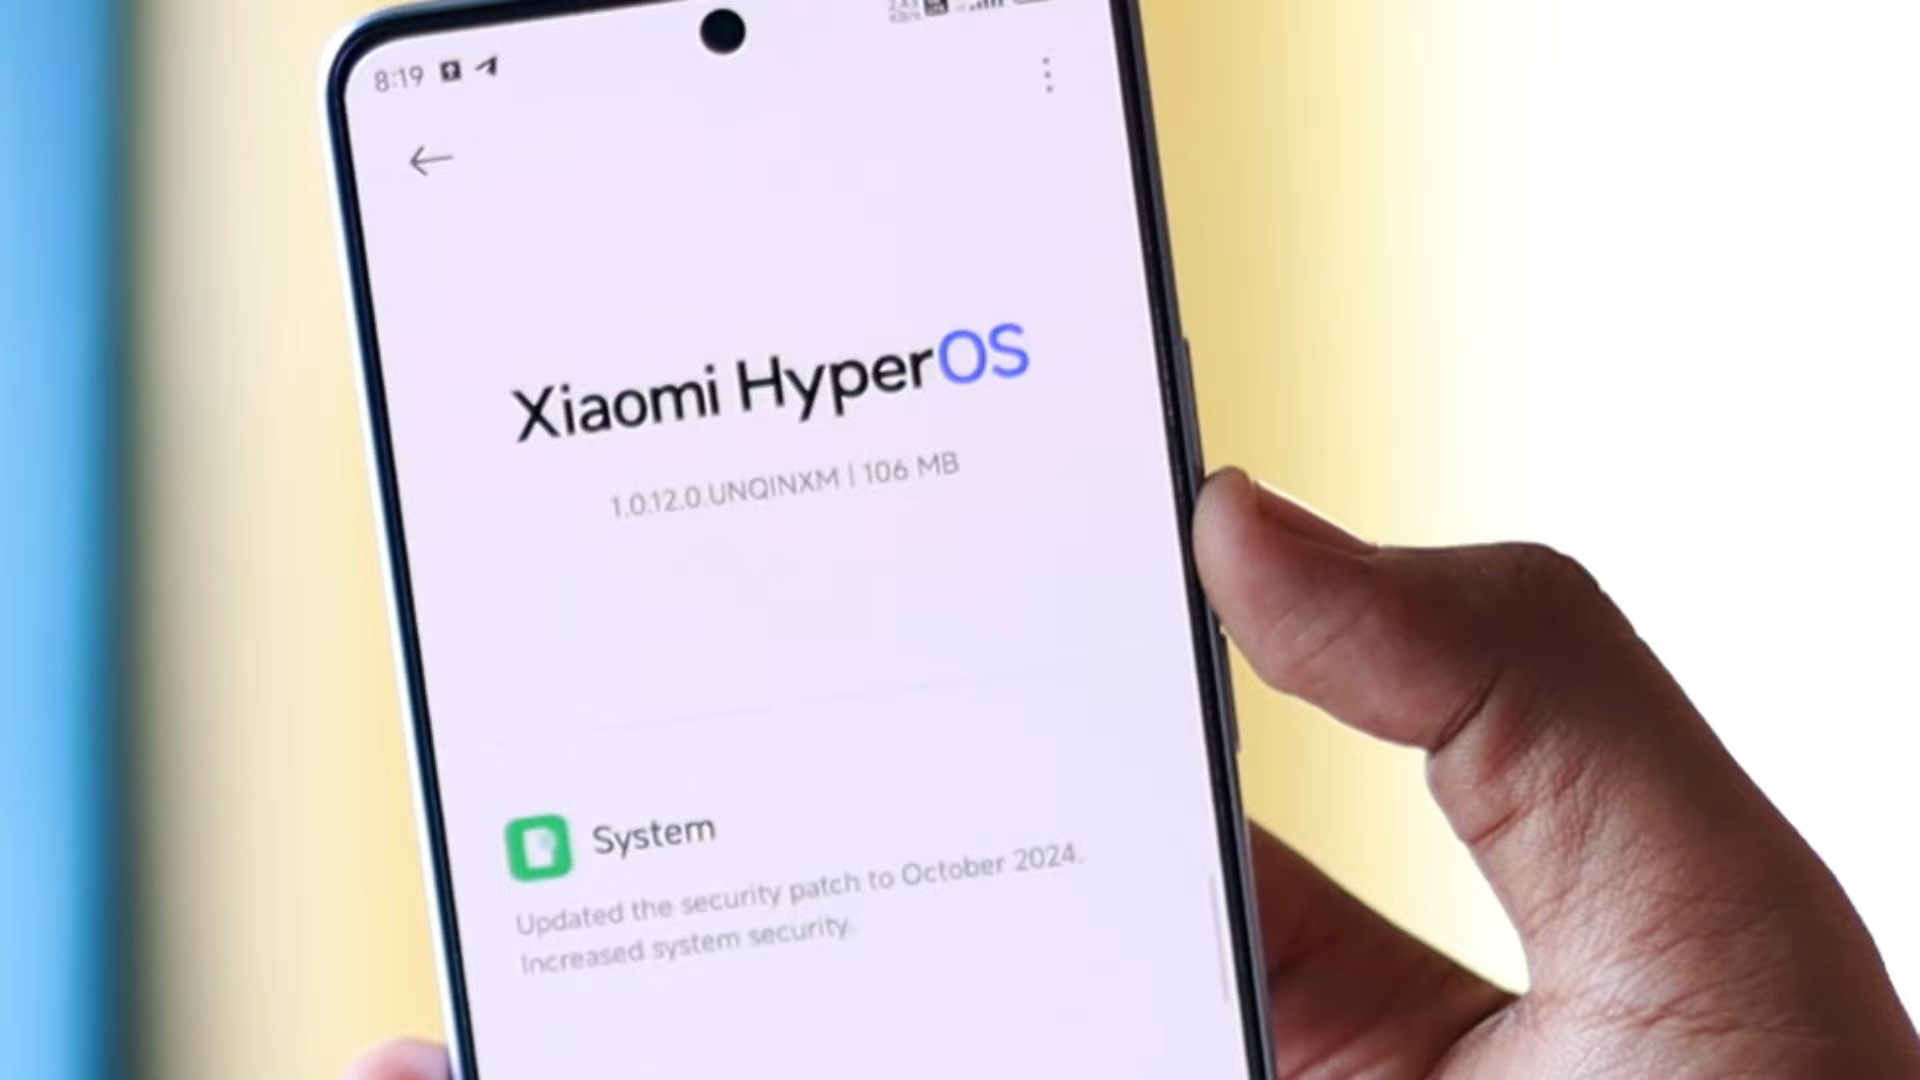 8:19
Xiaomi HyperOS
1.0.12.0.UNQINXM | 106 MB
System
Updated the security patch to October 2024.
Increased system security.